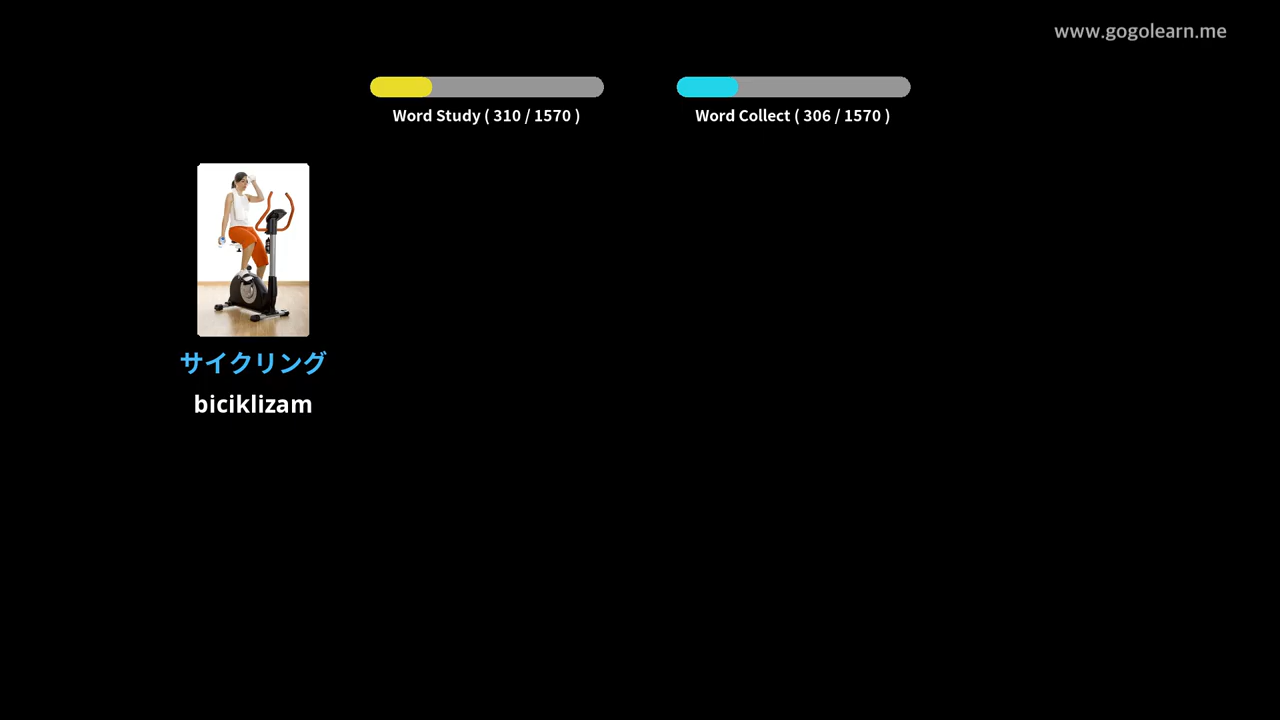 www.gogolearn.me
Word Study ( 310 / 1570 )
Word Collect ( 306 / 1570 )
サイクリング
biciklizam